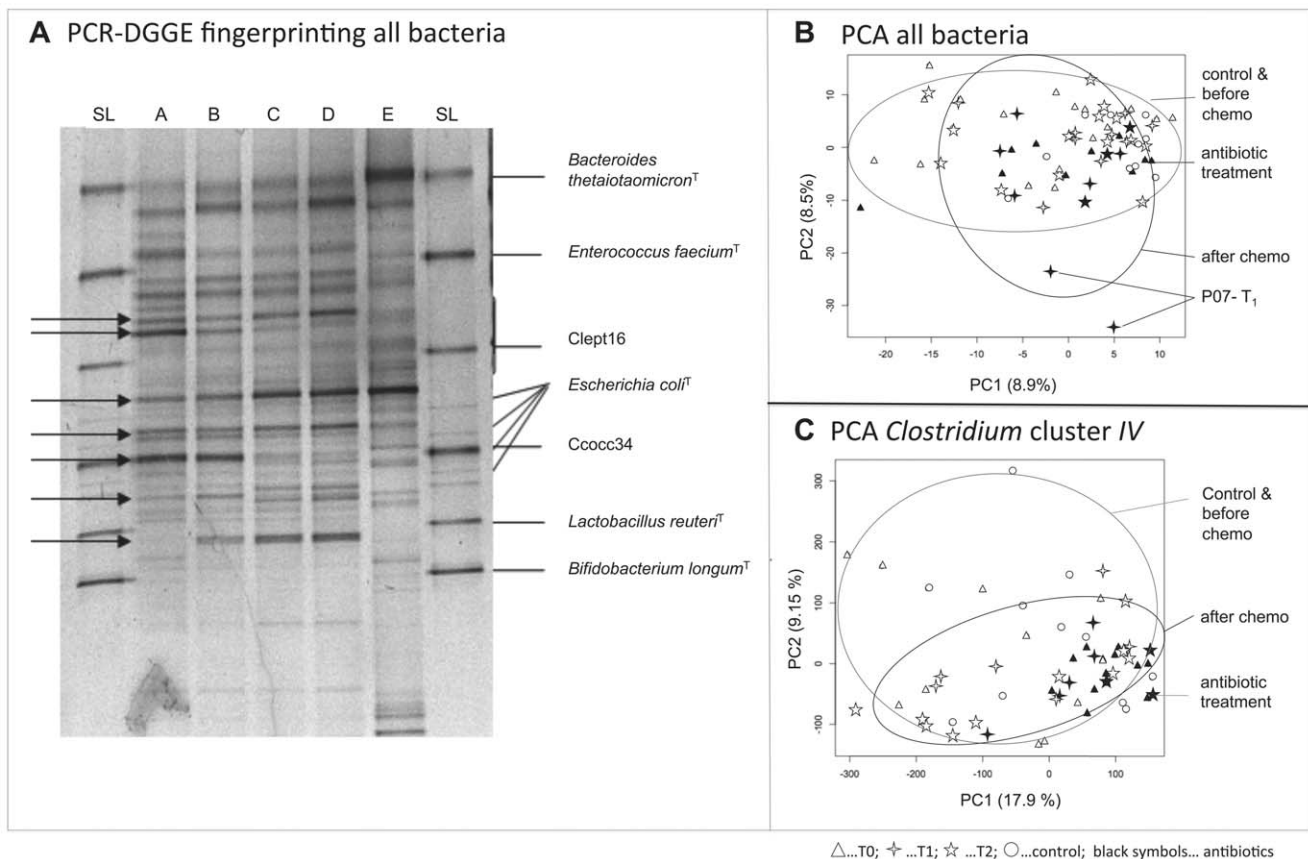 A PCR-DGGE fingerprinting all bacteria
SL A B C D E SL
Bacteroides
thetaiotaomicronᵀ
Enterococcus faeciumᵀ
Clept16
Escherichia coliᵀ
Ccocc34
Lactobacillus reuteriᵀ
Bifidobacterium longumᵀ
B PCA all bacteria
control &
before
chemo
antibiotic
treatment
after chemo
P07- T₁
PC2 (8.5%)
10
0
-10
-20
-30
-20 -15 -10 -5 0 5 10
PC1 (8.9%)
C PCA Clostridium cluster IV
Control &
before
chemo
after chemo
antibiotic
treatment
PC2 (9.15 %)
300
200
100
0
-100
-300 -200 -100 0 100
PC1 (17.9 %)
△...T0; ✧...T1; ☆...T2; ○...control; black symbols... antibiotics